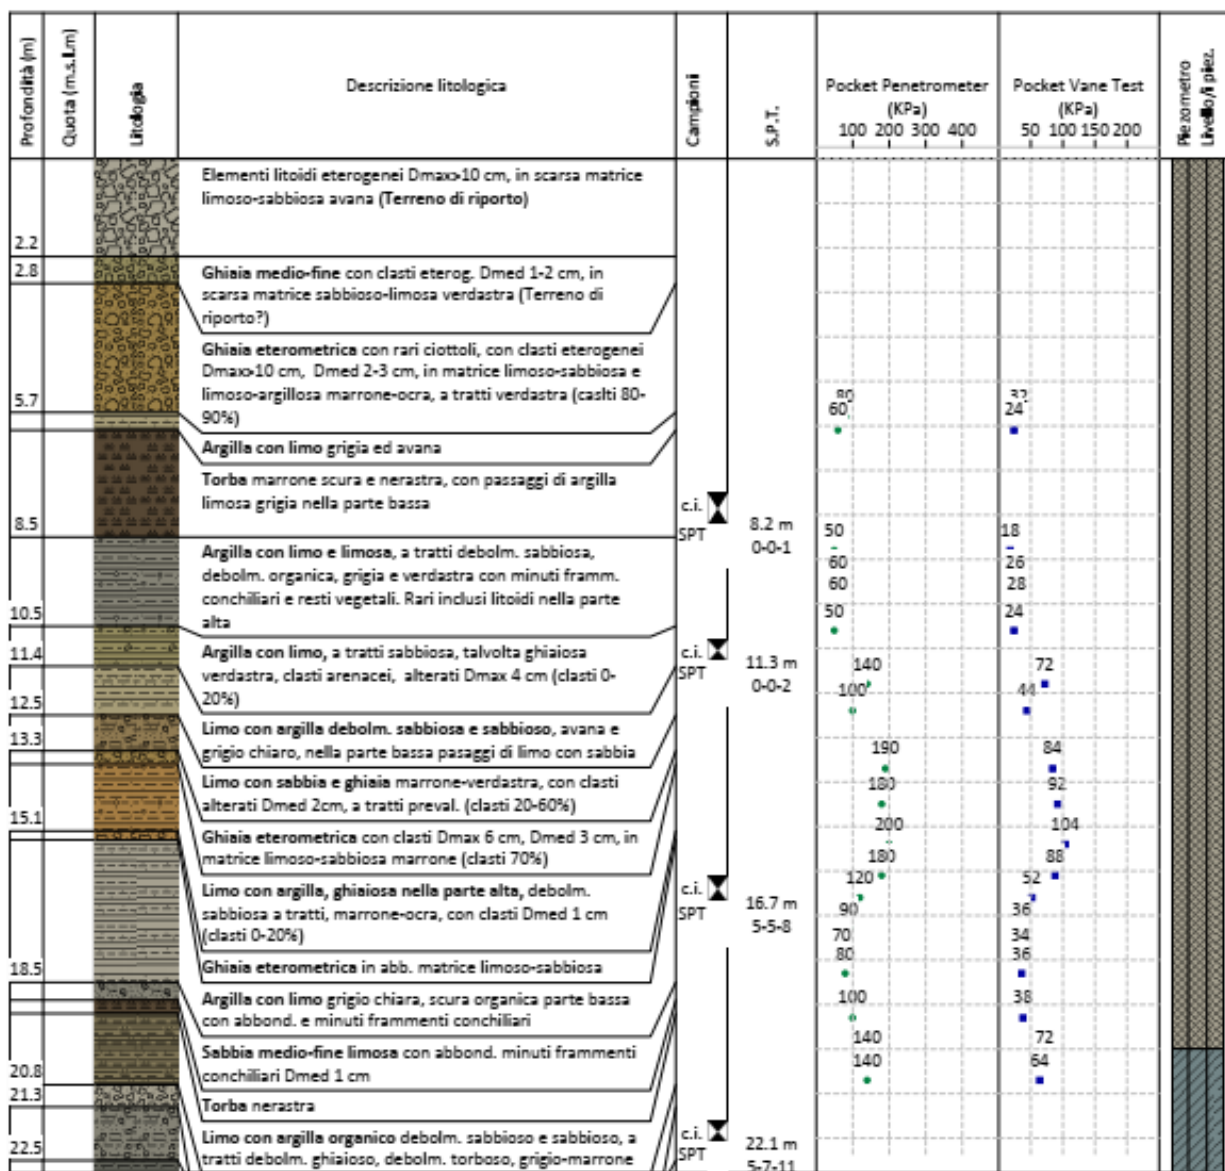 Profondità (m)
Quota (m.s.l.m)
Litologia
Descrizione litologica
Campioni
S.P.T.
Pocket Penetrometer
(KPa)
100 200 300 400
Pocket Vane Test
(KPa)
50 100 150 200
Piezometro
Livello/i piez.
Elementi litoidi eterogenei Dmax>10 cm, in scarsa matrice
limoso-sabbiosa avana (Terreno di riporto)
2.2
2.8
Ghiaia medio-fine con clasti eterog. Dmed 1-2 cm, in
scarsa matrice sabbioso-limosa verdastra (Terreno di
riporto?)
Ghiaia eterometrica con rari ciottoli, con clasti eterogenei
Dmax>10 cm, Dmed 2-3 cm, in matrice limoso-sabbiosa e
limoso-argillosa marrone-ocra, a tratti verdastra (caslti 80-
90%)
5.7
80 32
60 24
Argilla con limo grigia ed avana
Torba marrone scura e nerastra, con passaggi di argilla
limosa grigia nella parte bassa
8.5
c.i.
SPT
8.2 m
0-0-1
50 18
60 26
60 28
50 24
Argilla con limo e limosa, a tratti debolm. sabbiosa,
debolm. organica, grigia e verdastra con minuti framm.
conchiliari e resti vegetali. Rari inclusi litoidi nella parte
alta
10.5
11.4
Argilla con limo, a tratti sabbiosa, talvolta ghiaiosa
verdastra, clasti arenacei, alterati Dmax 4 cm (clasti 0-
20%)
c.i.
SPT
11.3 m
0-0-2
140 72
100 44
12.5
13.3
Limo con argilla debolm. sabbiosa e sabbioso, avana e
grigio chiaro, nella parte bassa pasaggi di limo con sabbia
190 84
180 92
Limo con sabbia e ghiaia marrone-verdastra, con clasti
alterati Dmed 2cm, a tratti preval. (clasti 20-60%)
15.1
200 104
180 88
Ghiaia eterometrica con clasti Dmax 6 cm, Dmed 3 cm, in
matrice limoso-sabbiosa marrone (clasti 70%)
Limo con argilla, ghiaiosa nella parte alta, debolm.
sabbiosa a tratti, marrone-ocra, con clasti Dmed 1 cm
(clasti 0-20%)
c.i.
SPT
16.7 m
5-5-8
120 52
90 36
70 34
80 36
Ghiaia eterometrica in abb. matrice limoso-sabbiosa
18.5
Argilla con limo grigio chiara, scura organica parte bassa
con abbond. e minuti frammenti conchiliari
100 38
Sabbia medio-fine limosa con abbond. minuti frammenti
conchiliari Dmed 1 cm
140 72
140 64
20.8
21.3
Torba nerastra
Limo con argilla organico debolm. sabbioso e sabbioso, a
tratti debolm. ghiaioso, debolm. torboso, grigio-marrone
22.5
c.i.
SPT
22.1 m
5-7-11